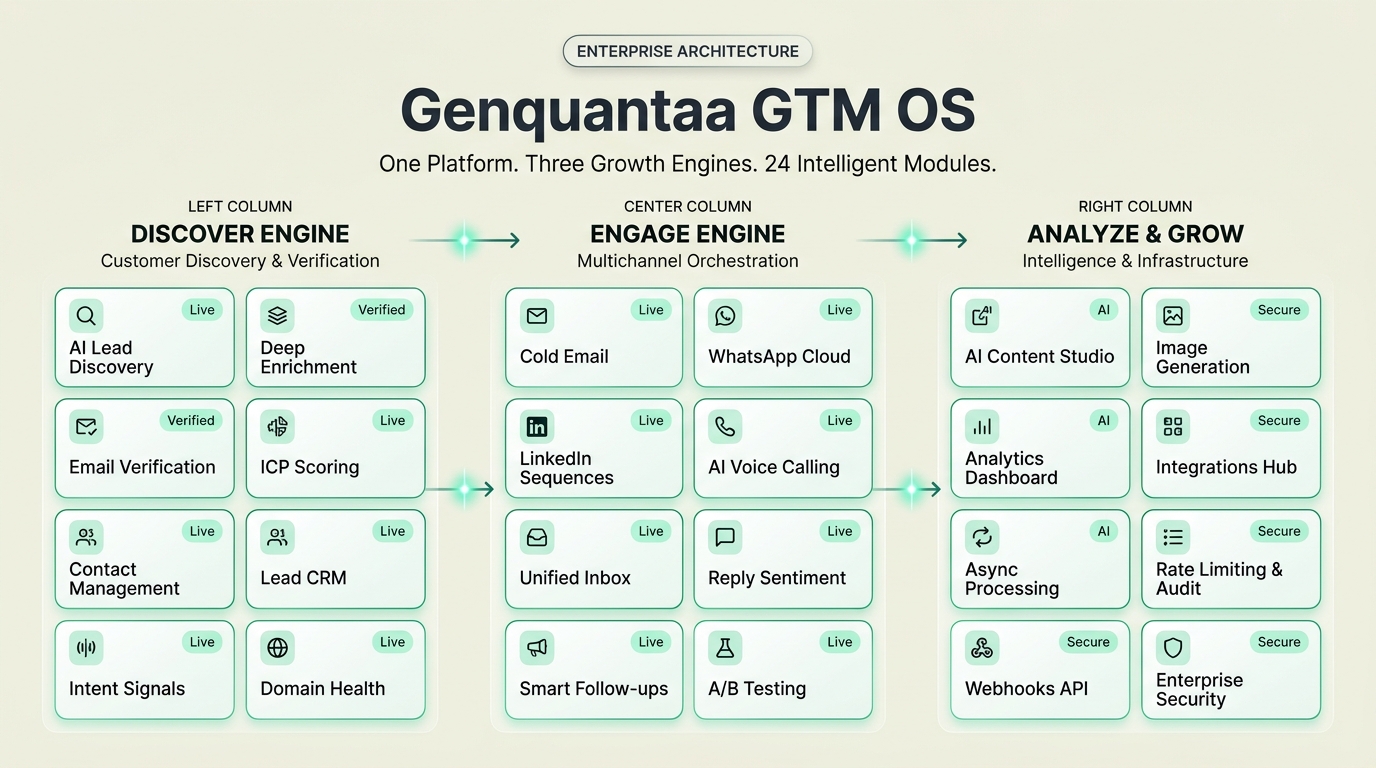 ENTERPRISE ARCHITECTURE
Genquantaa GTM OS
One Platform. Three Growth Engines. 24 Intelligent Modules.
LEFT COLUMN
DISCOVER ENGINE
Customer Discovery & Verification
Live
AI Lead
Discovery
Verified
Deep
Enrichment
Verified
Email Verification
Live
ICP Scoring
Live
Contact
Management
Live
Lead CRM
Live
Intent Signals
Live
Domain Health
CENTER COLUMN
ENGAGE ENGINE
Multichannel Orchestration
Live
Cold Email
Live
WhatsApp Cloud
in
Live
LinkedIn
Sequences
Live
AI Voice Calling
Live
Unified Inbox
Live
Reply Sentiment
Live
Smart Follow-ups
Live
A/B Testing
RIGHT COLUMN
ANALYZE & GROW
Intelligence & Infrastructure
AI
AI Content Studio
Secure
Image
Generation
AI
Analytics
Dashboard
Secure
Integrations Hub
AI
Async
Processing
Secure
Rate Limiting &
Audit
Secure
Webhooks API
Secure
Enterprise
Security